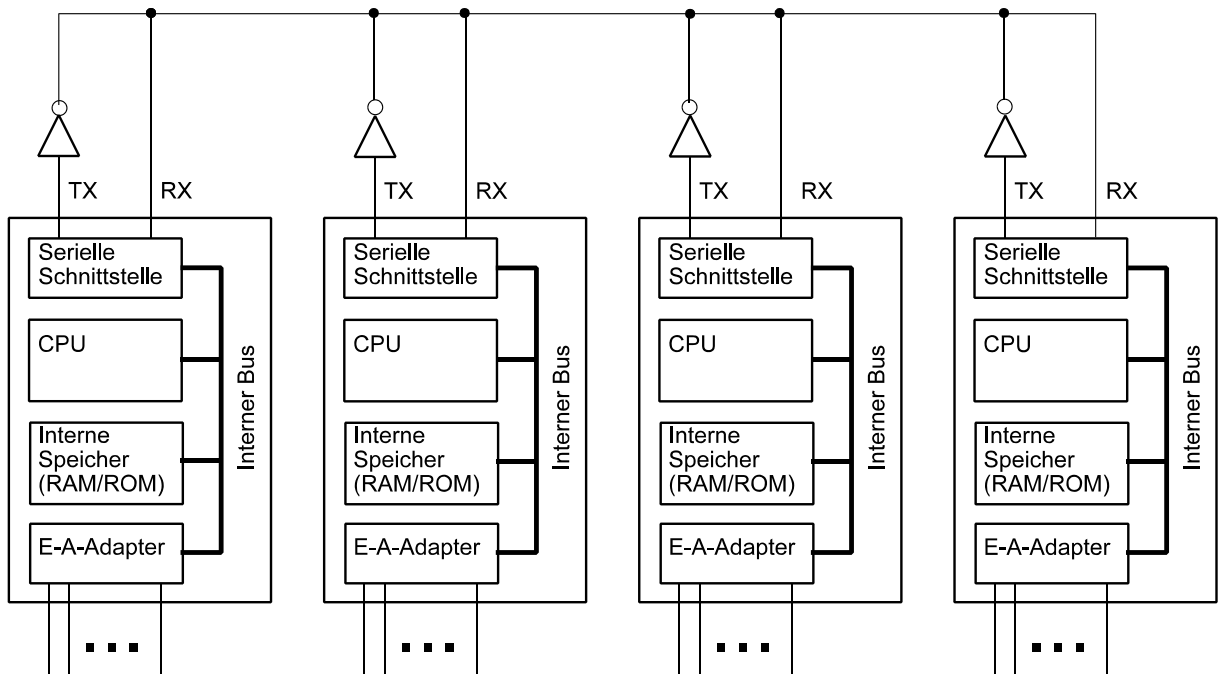 TX RX TX RX TX RX TX RX
Serielle
Schnittstelle
CPU
Interne
Speicher
(RAM/ROM)
E-A-Adapter
Interner Bus
Serielle
Schnittstelle
CPU
Interne
Speicher
(RAM/ROM)
E-A-Adapter
Interner Bus
Serielle
Schnittstelle
CPU
Interne
Speicher
(RAM/ROM)
E-A-Adapter
Interner Bus
Serielle
Schnittstelle
CPU
Interne
Speicher
(RAM/ROM)
E-A-Adapter
Interner Bus